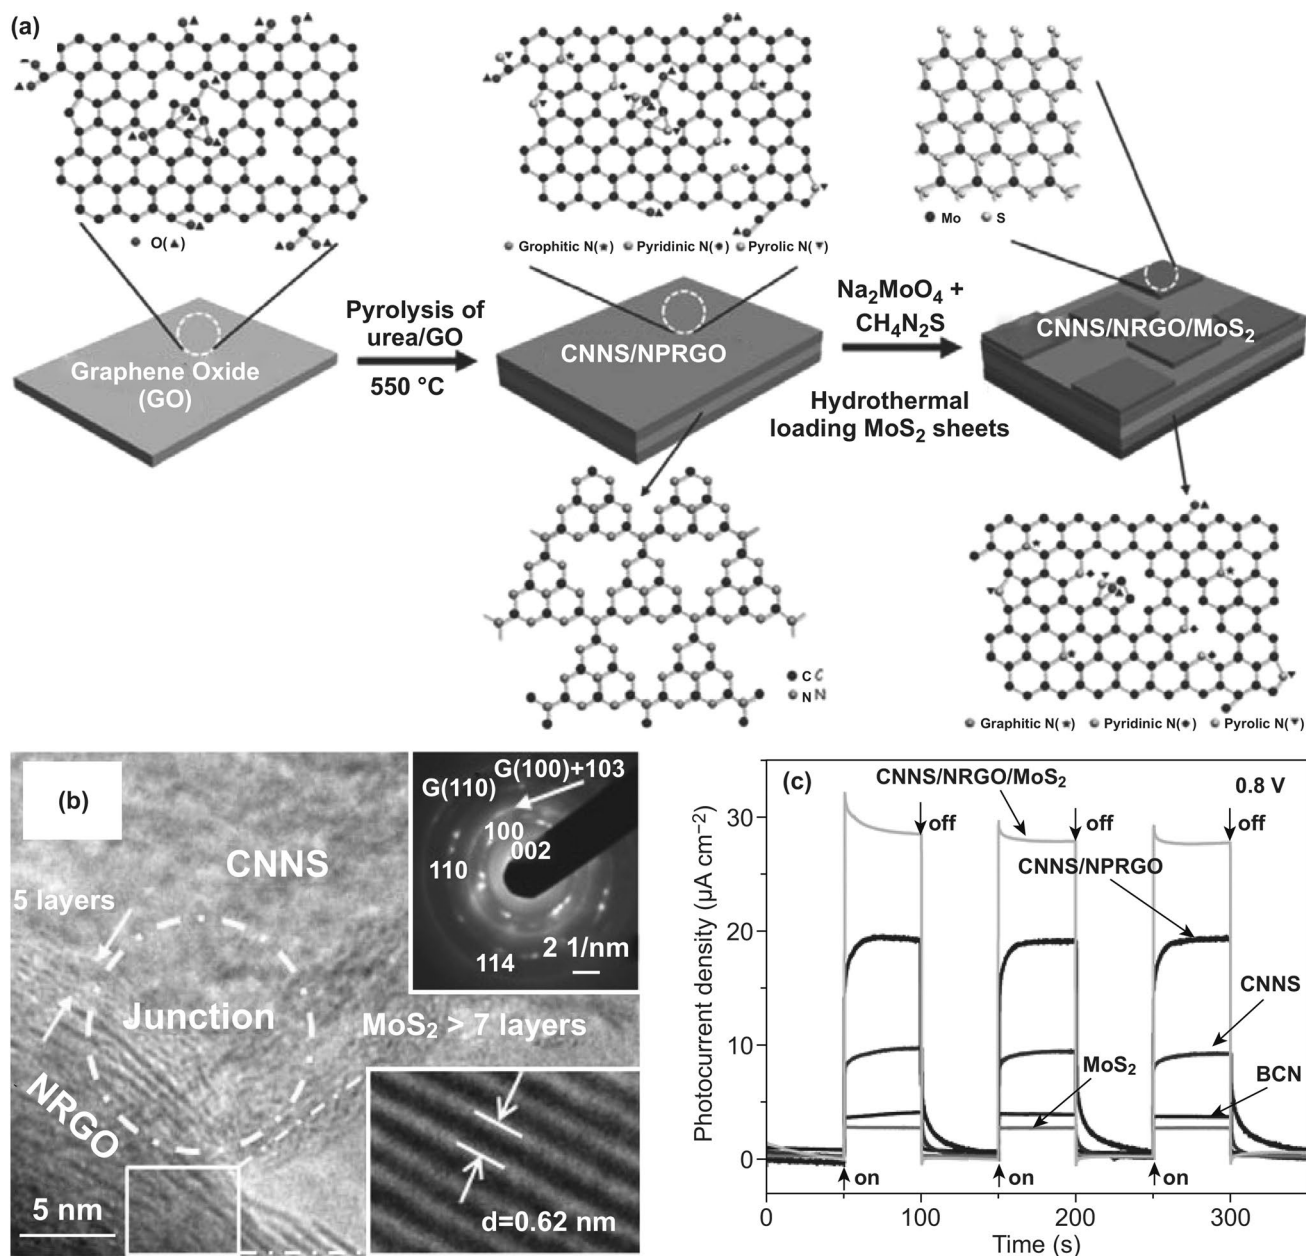 (a)
O(▲)
Grophitic N(★) Pyridinic N(◆) Pyrolic N(▼)
Mo S
Graphene Oxide
(GO)
Pyrolysis of
urea/GO
550 °C
CNNS/NPRGO
Na₂MoO₄ +
CH₄N₂S
Hydrothermal
loading MoS₂ sheets
CNNS/NRGO/MoS₂
C C
N N
Graphitic N(★) Pyridinic N(◆) Pyrolic N(▼)
(b)
CNNS
5 layers
Junction
NRGO
MoS₂ > 7 layers
5 nm
G(110)
G(100)+103
100
002
110
114
2 1/nm
d=0.62 nm
(c)
0.8 V
CNNS/NRGO/MoS₂
off off off
CNNS/NPRGO
CNNS
MoS₂
BCN
on on on
Photocurrent density (µA cm⁻²)
30
20
10
0
0 100 200 300
Time (s)